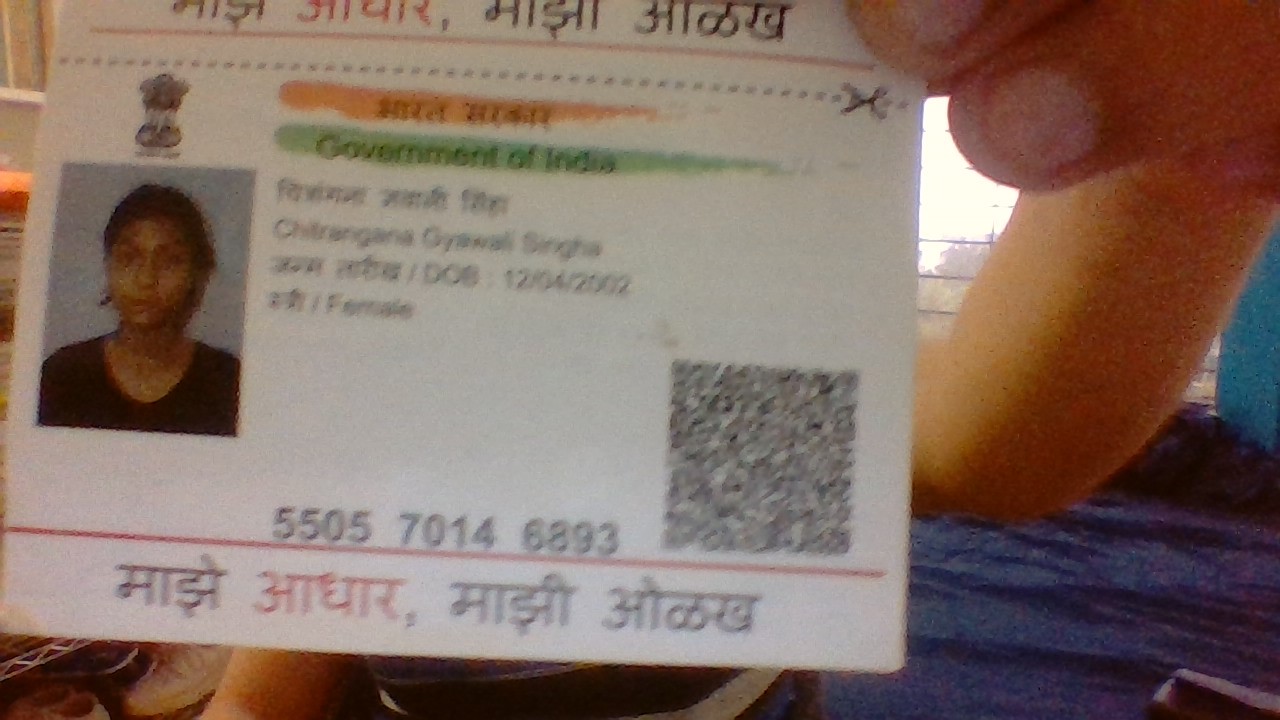 माझे आधार, माझी ओळख
भारत सरकार
Government of India
चित्रांगना ज्ञवाली सिंहा
Chitrangana Gyawali Singha
जन्म तारीख / DOB : 12/04/2002
स्त्री / Female
5505 7014 6893
माझे आधार, माझी ओळख